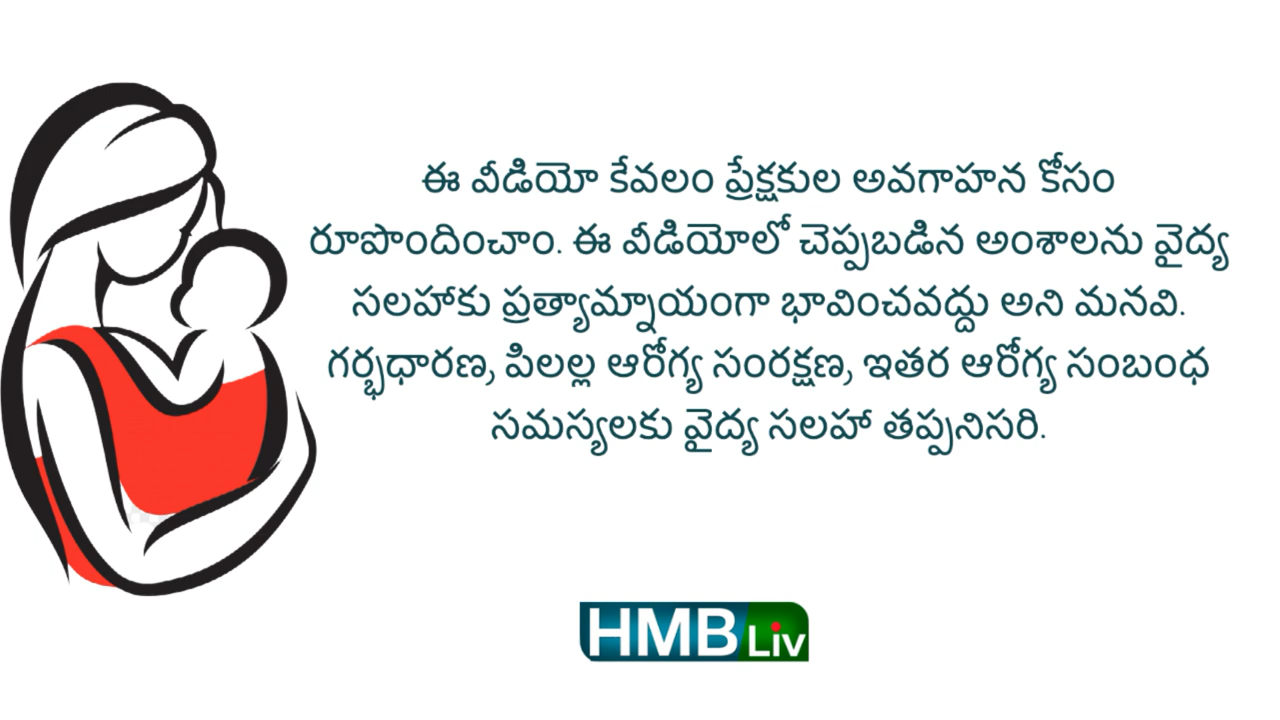 ఈ వీడియో కేవలం ప్రేక్షకుల అవగాహన కోసం
రూపొందించాం. ఈ వీడియోలో చెప్పబడిన అంశాలను వైద్య
సలహాకు ప్రత్యామ్నాయంగా భావించవద్దు అని మనవి.
గర్భధారణ, పిలల్ల ఆరోగ్య సంరక్షణ, ఇతర ఆరోగ్య సంబంధ
సమస్యలకు వైద్య సలహా తప్పనిసరి.
HMB Liv